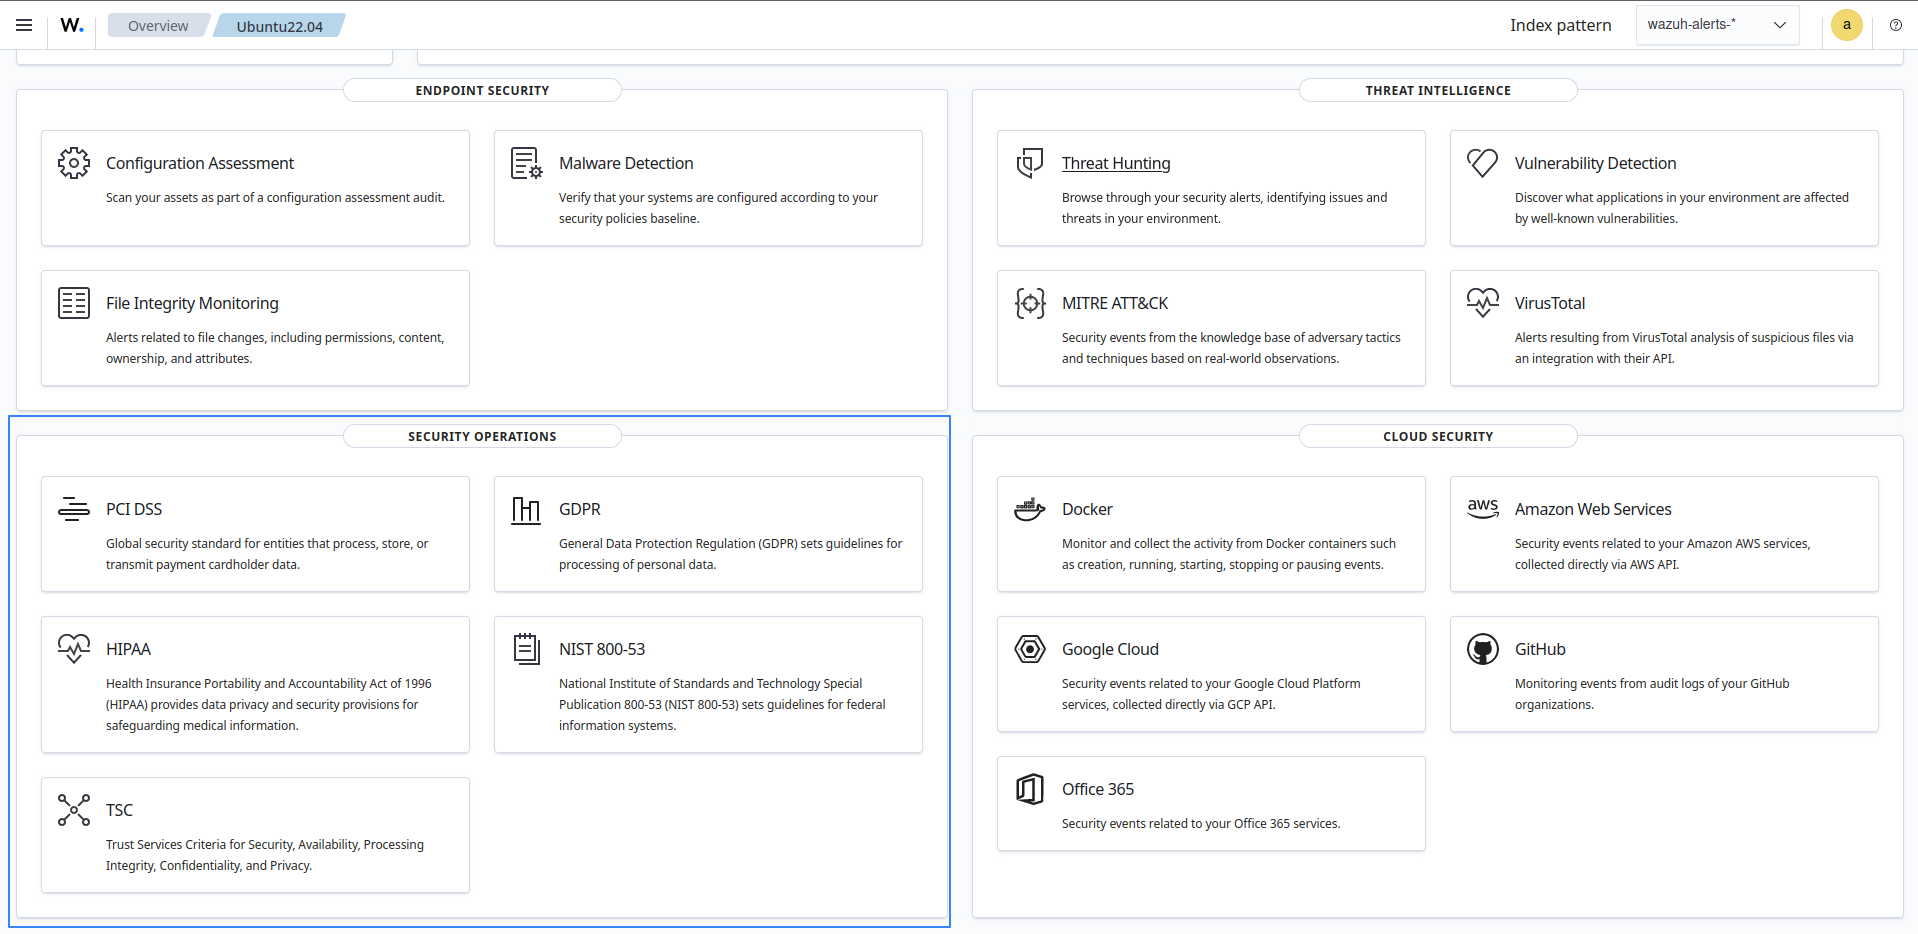 W.
Overview
Ubuntu22.04
Index pattern
wazuh-alerts-*
a
ENDPOINT SECURITY
Configuration Assessment
Scan your assets as part of a configuration assessment audit.
Malware Detection
Verify that your systems are configured according to your
security policies baseline.
File Integrity Monitoring
Alerts related to file changes, including permissions, content,
ownership, and attributes.
THREAT INTELLIGENCE
Threat Hunting
Browse through your security alerts, identifying issues and
threats in your environment.
Vulnerability Detection
Discover what applications in your environment are affected
by well-known vulnerabilities.
MITRE ATT&CK
Security events from the knowledge base of adversary tactics
and techniques based on real-world observations.
VirusTotal
Alerts resulting from VirusTotal analysis of suspicious files via
an integration with their API.
SECURITY OPERATIONS
PCI DSS
Global security standard for entities that process, store, or
transmit payment cardholder data.
GDPR
General Data Protection Regulation (GDPR) sets guidelines for
processing of personal data.
HIPAA
Health Insurance Portability and Accountability Act of 1996
(HIPAA) provides data privacy and security provisions for
safeguarding medical information.
NIST 800-53
National Institute of Standards and Technology Special
Publication 800-53 (NIST 800-53) sets guidelines for federal
information systems.
TSC
Trust Services Criteria for Security, Availability, Processing
Integrity, Confidentiality, and Privacy.
CLOUD SECURITY
Docker
Monitor and collect the activity from Docker containers such
as creation, running, starting, stopping or pausing events.
aws
Amazon Web Services
Security events related to your Amazon AWS services,
collected directly via AWS API.
Google Cloud
Security events related to your Google Cloud Platform
services, collected directly via GCP API.
GitHub
Monitoring events from audit logs of your GitHub
organizations.
Office 365
Security events related to your Office 365 services.